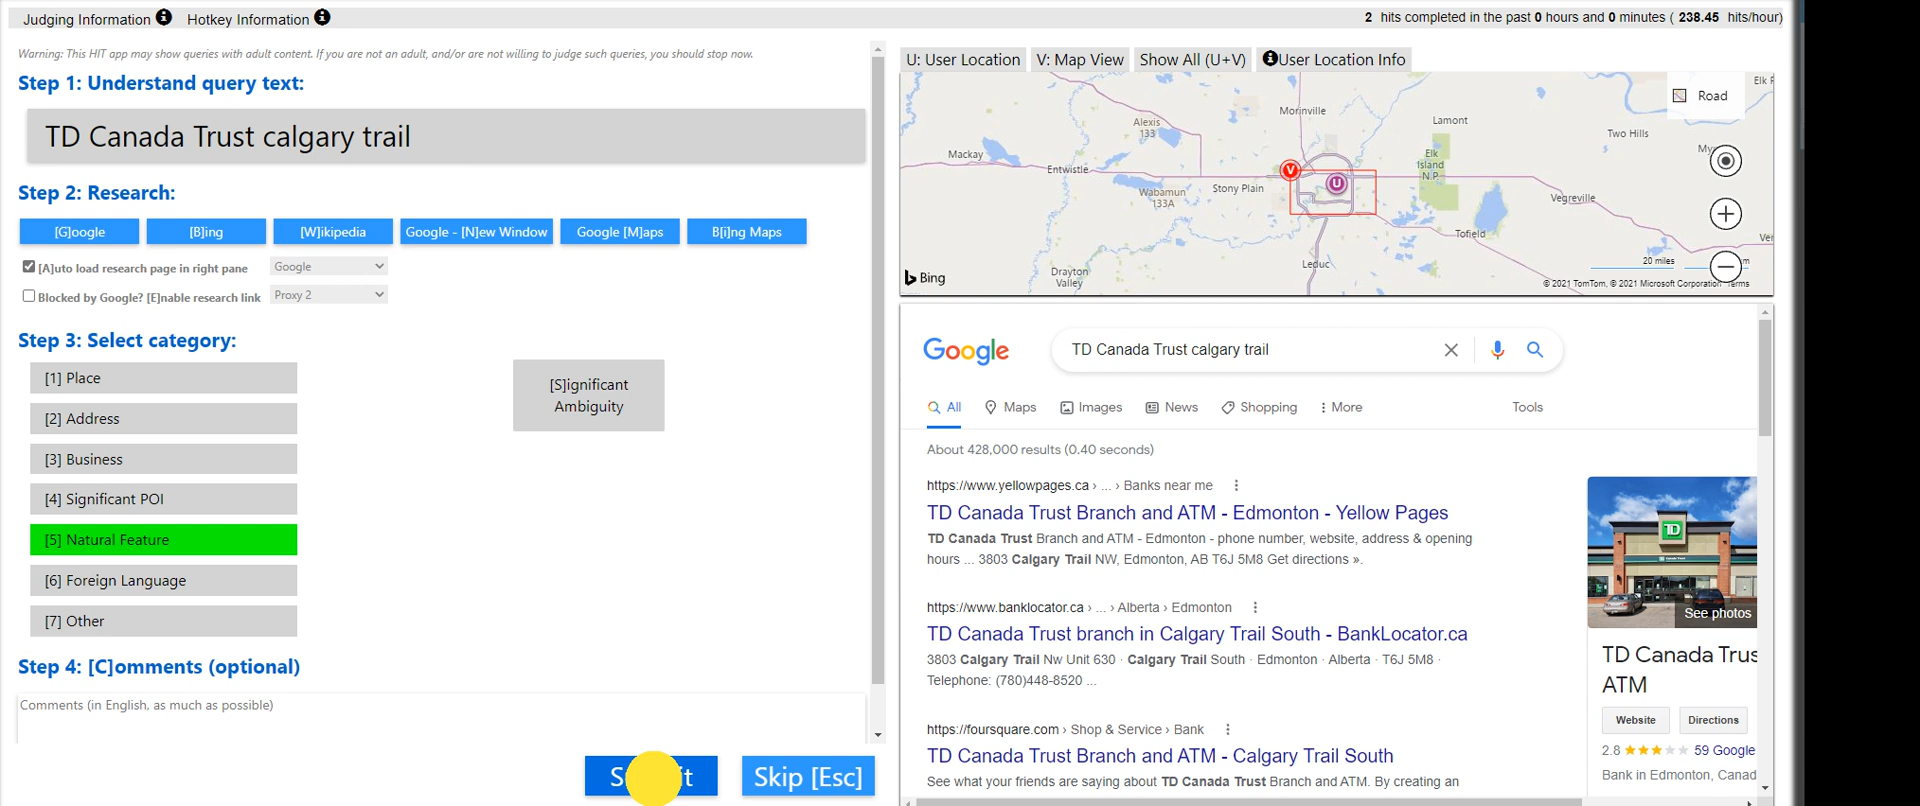 Judging Information
Hotkey Information
2 hits completed in the past 0 hours and 0 minutes ( 238.45 hits/hour)
Warning: This HIT app may show queries with adult content. If you are not an adult, and/or are not willing to judge such queries, you should stop now.
Step 1: Understand query text:
TD Canada Trust calgary trail
Step 2: Research:
[G]oogle
[B]ing
[W]ikipedia
Google - [N]ew Window
Google [M]aps
B[i]ng Maps
[A]uto load research page in right pane
Google
Blocked by Google? [E]nable research link
Proxy 2
Step 3: Select category:
[1] Place
[2] Address
[3] Business
[4] Significant POI
[5] Natural Feature
[6] Foreign Language
[7] Other
[S]ignificant
Ambiguity
Step 4: [C]omments (optional)
Comments (in English, as much as possible)
Skip [Esc]
U: User Location
V: Map View
Show All (U+V)
User Location Info
Road
Morinville
Alexis
133
Lamont
Two Hills
Mackay
Entwistle
Elk
Island
N.P.
V
U
Stony Plain
Wabamun
133A
Vegreville
Tofield
Leduc
Drayton
Valley
20 miles
Bing
© 2021 TomTom, © 2021 Microsoft Corporation Terms
Google
TD Canada Trust calgary trail
All
Maps
Images
News
Shopping
More
Tools
About 428,000 results (0.40 seconds)
https://www.yellowpages.ca › ... › Banks near me
TD Canada Trust Branch and ATM - Edmonton - Yellow Pages
TD Canada Trust Branch and ATM - Edmonton - phone number, website, address & opening
hours ... 3803 Calgary Trail NW, Edmonton, AB T6J 5M8 Get directions ».
https://www.banklocator.ca › ... › Alberta › Edmonton
TD Canada Trust branch in Calgary Trail South - BankLocator.ca
3803 Calgary Trail Nw Unit 630 · Calgary Trail South · Edmonton · Alberta · T6J 5M8 ·
Telephone: (780)448-8520 ...
https://foursquare.com › Shop & Service › Bank
TD Canada Trust Branch and ATM - Calgary Trail South
See what your friends are saying about TD Canada Trust Branch and ATM. By creating an
TD
See photos
TD Canada Trus
ATM
Website
Directions
2.8
59 Google
Bank in Edmonton, Canad